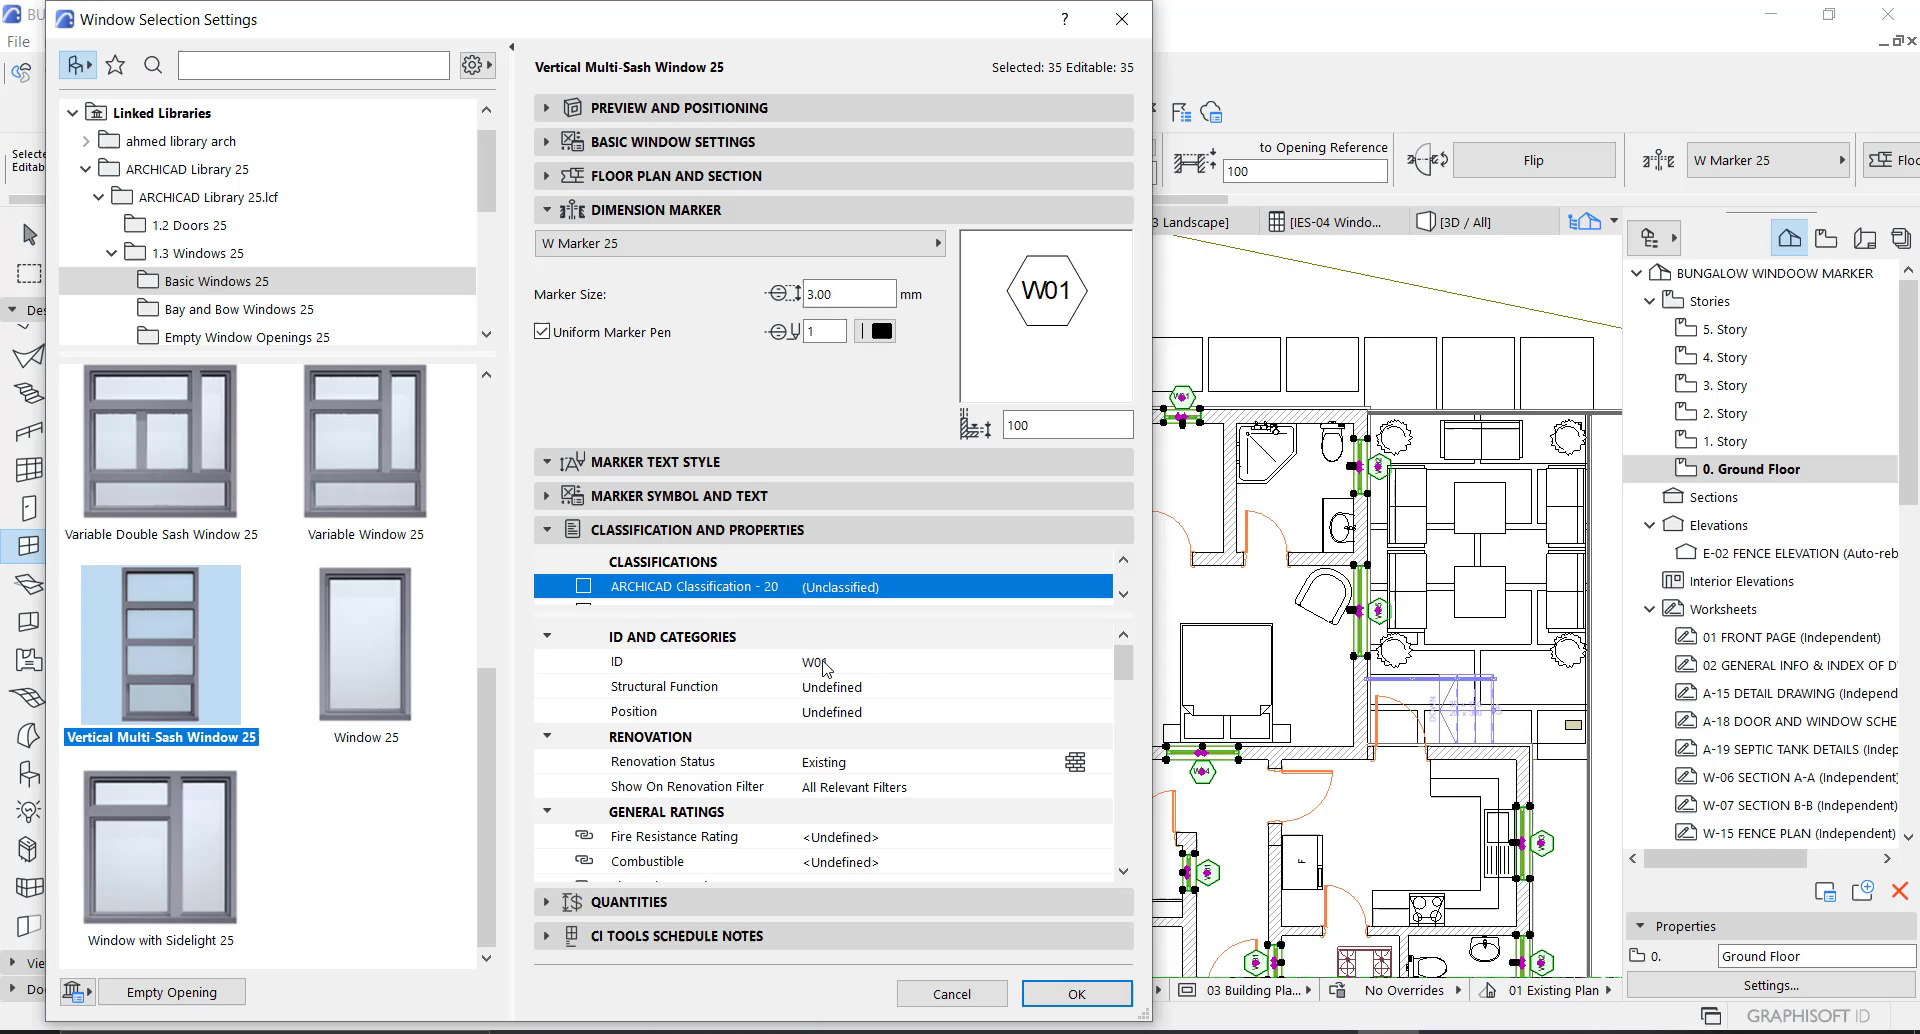 BU
Window Selection Settings
?
File
Linked Libraries
ahmed library arch
ARCHICAD Library 25
ARCHICAD Library 25.lcf
1.2 Doors 25
1.3 Windows 25
Basic Windows 25
Bay and Bow Windows 25
Empty Window Openings 25
Variable Double Sash Window 25
Variable Window 25
Vertical Multi-Sash Window 25
Window 25
Window with Sidelight 25
Empty Opening
Selecte
Editab
De
Vie
Do
Vertical Multi-Sash Window 25
Selected: 35 Editable: 35
PREVIEW AND POSITIONING
BASIC WINDOW SETTINGS
FLOOR PLAN AND SECTION
DIMENSION MARKER
W Marker 25
W01
Marker Size:
3.00
mm
Uniform Marker Pen
1
100
MARKER TEXT STYLE
MARKER SYMBOL AND TEXT
CLASSIFICATION AND PROPERTIES
CLASSIFICATIONS
ARCHICAD Classification - 20 (Unclassified)
ID AND CATEGORIES
ID W01
Structural Function Undefined
Position Undefined
RENOVATION
Renovation Status Existing
Show On Renovation Filter All Relevant Filters
GENERAL RATINGS
Fire Resistance Rating <Undefined>
Combustible <Undefined>
QUANTITIES
CI TOOLS SCHEDULE NOTES
Cancel
OK
to Opening Reference
100
Flip
W Marker 25
Floo
3 Landscape]
[IES-04 Windo...
[3D / All]
F
03 Building Pla...
No Overrides
01 Existing Plan
BUNGALOW WINDOOW MARKER
Stories
5. Story
4. Story
3. Story
2. Story
1. Story
0. Ground Floor
Sections
Elevations
E-02 FENCE ELEVATION (Auto-reb
Interior Elevations
Worksheets
01 FRONT PAGE (Independent)
02 GENERAL INFO & INDEX OF D
A-15 DETAIL DRAWING (Independ
A-18 DOOR AND WINDOW SCHE
A-19 SEPTIC TANK DETAILS (Indep
W-06 SECTION A-A (Independent)
W-07 SECTION B-B (Independent)
W-15 FENCE PLAN (Independent)
Properties
0.
Ground Floor
Settings...
GRAPHISOFT ID